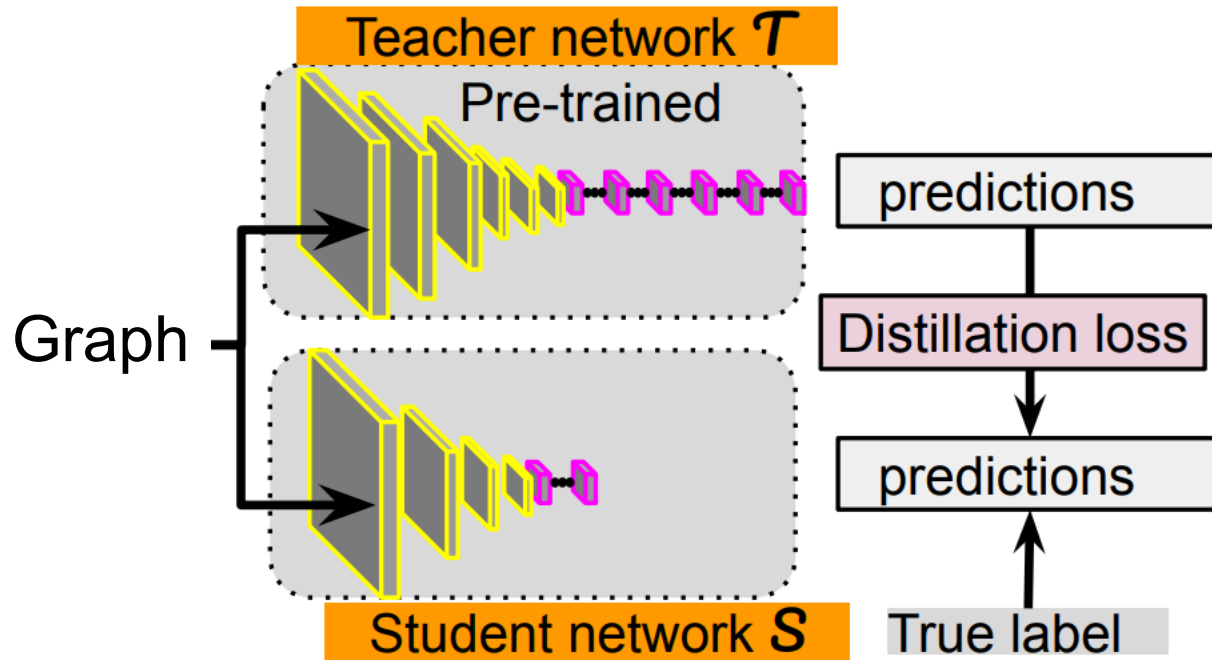 Teacher network 𝒯
Pre-trained
predictions
Graph
Distillation loss
predictions
Student network 𝒮
True label